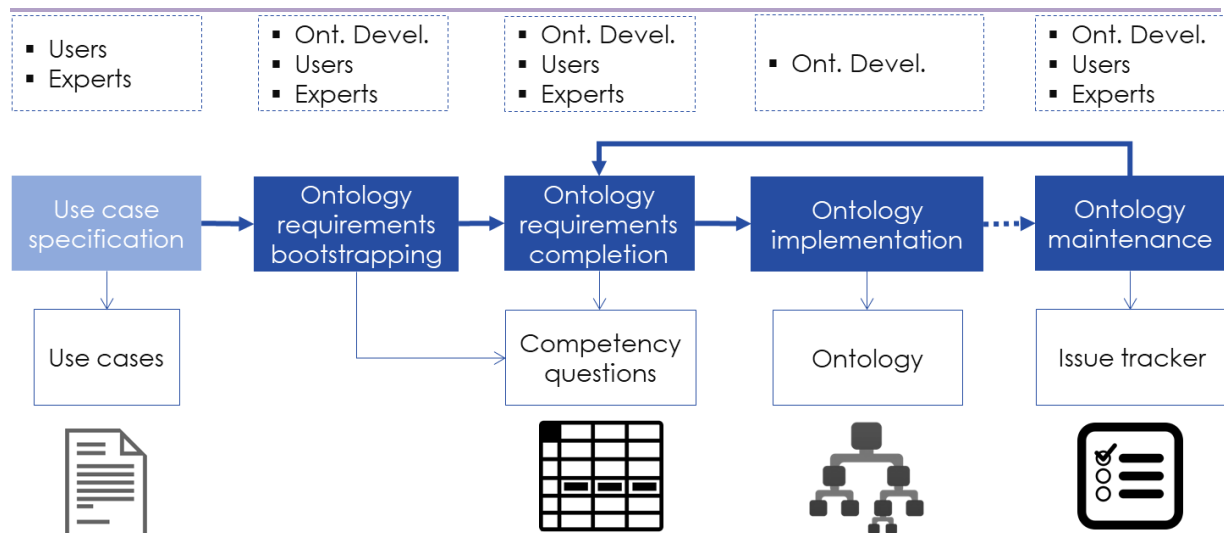 ▪ Users
▪ Experts
▪ Ont. Devel.
▪ Users
▪ Experts
▪ Ont. Devel.
▪ Users
▪ Experts
▪ Ont. Devel.
▪ Ont. Devel.
▪ Users
▪ Experts
Use case
specification
Ontology
requirements
bootstrapping
Ontology
requirements
completion
Ontology
implementation
Ontology
maintenance
Use cases
Competency
questions
Ontology
Issue tracker